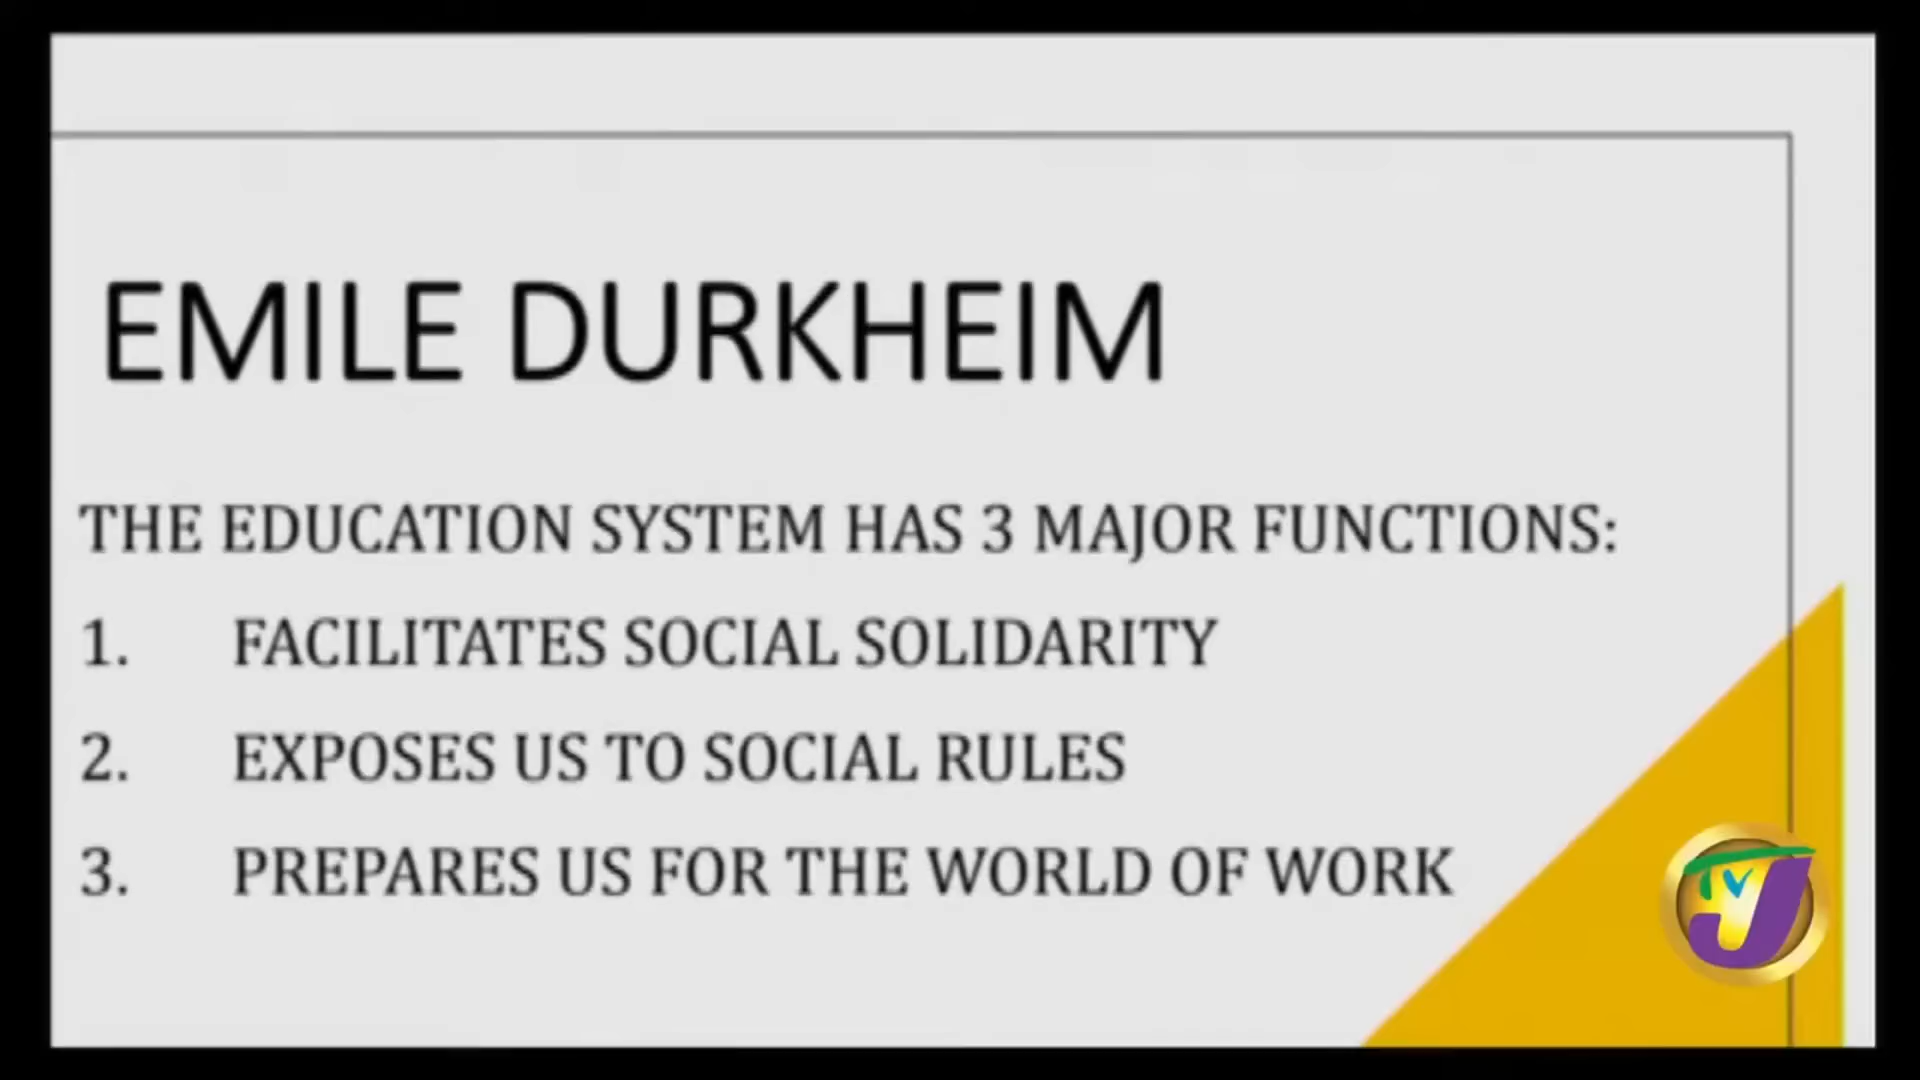 EMILE DURKHEIM
THE EDUCATION SYSTEM HAS 3 MAJOR FUNCTIONS:
1. FACILITATES SOCIAL SOLIDARITY
2. EXPOSES US TO SOCIAL RULES
3. PREPARES US FOR THE WORLD OF WORK
TVJ